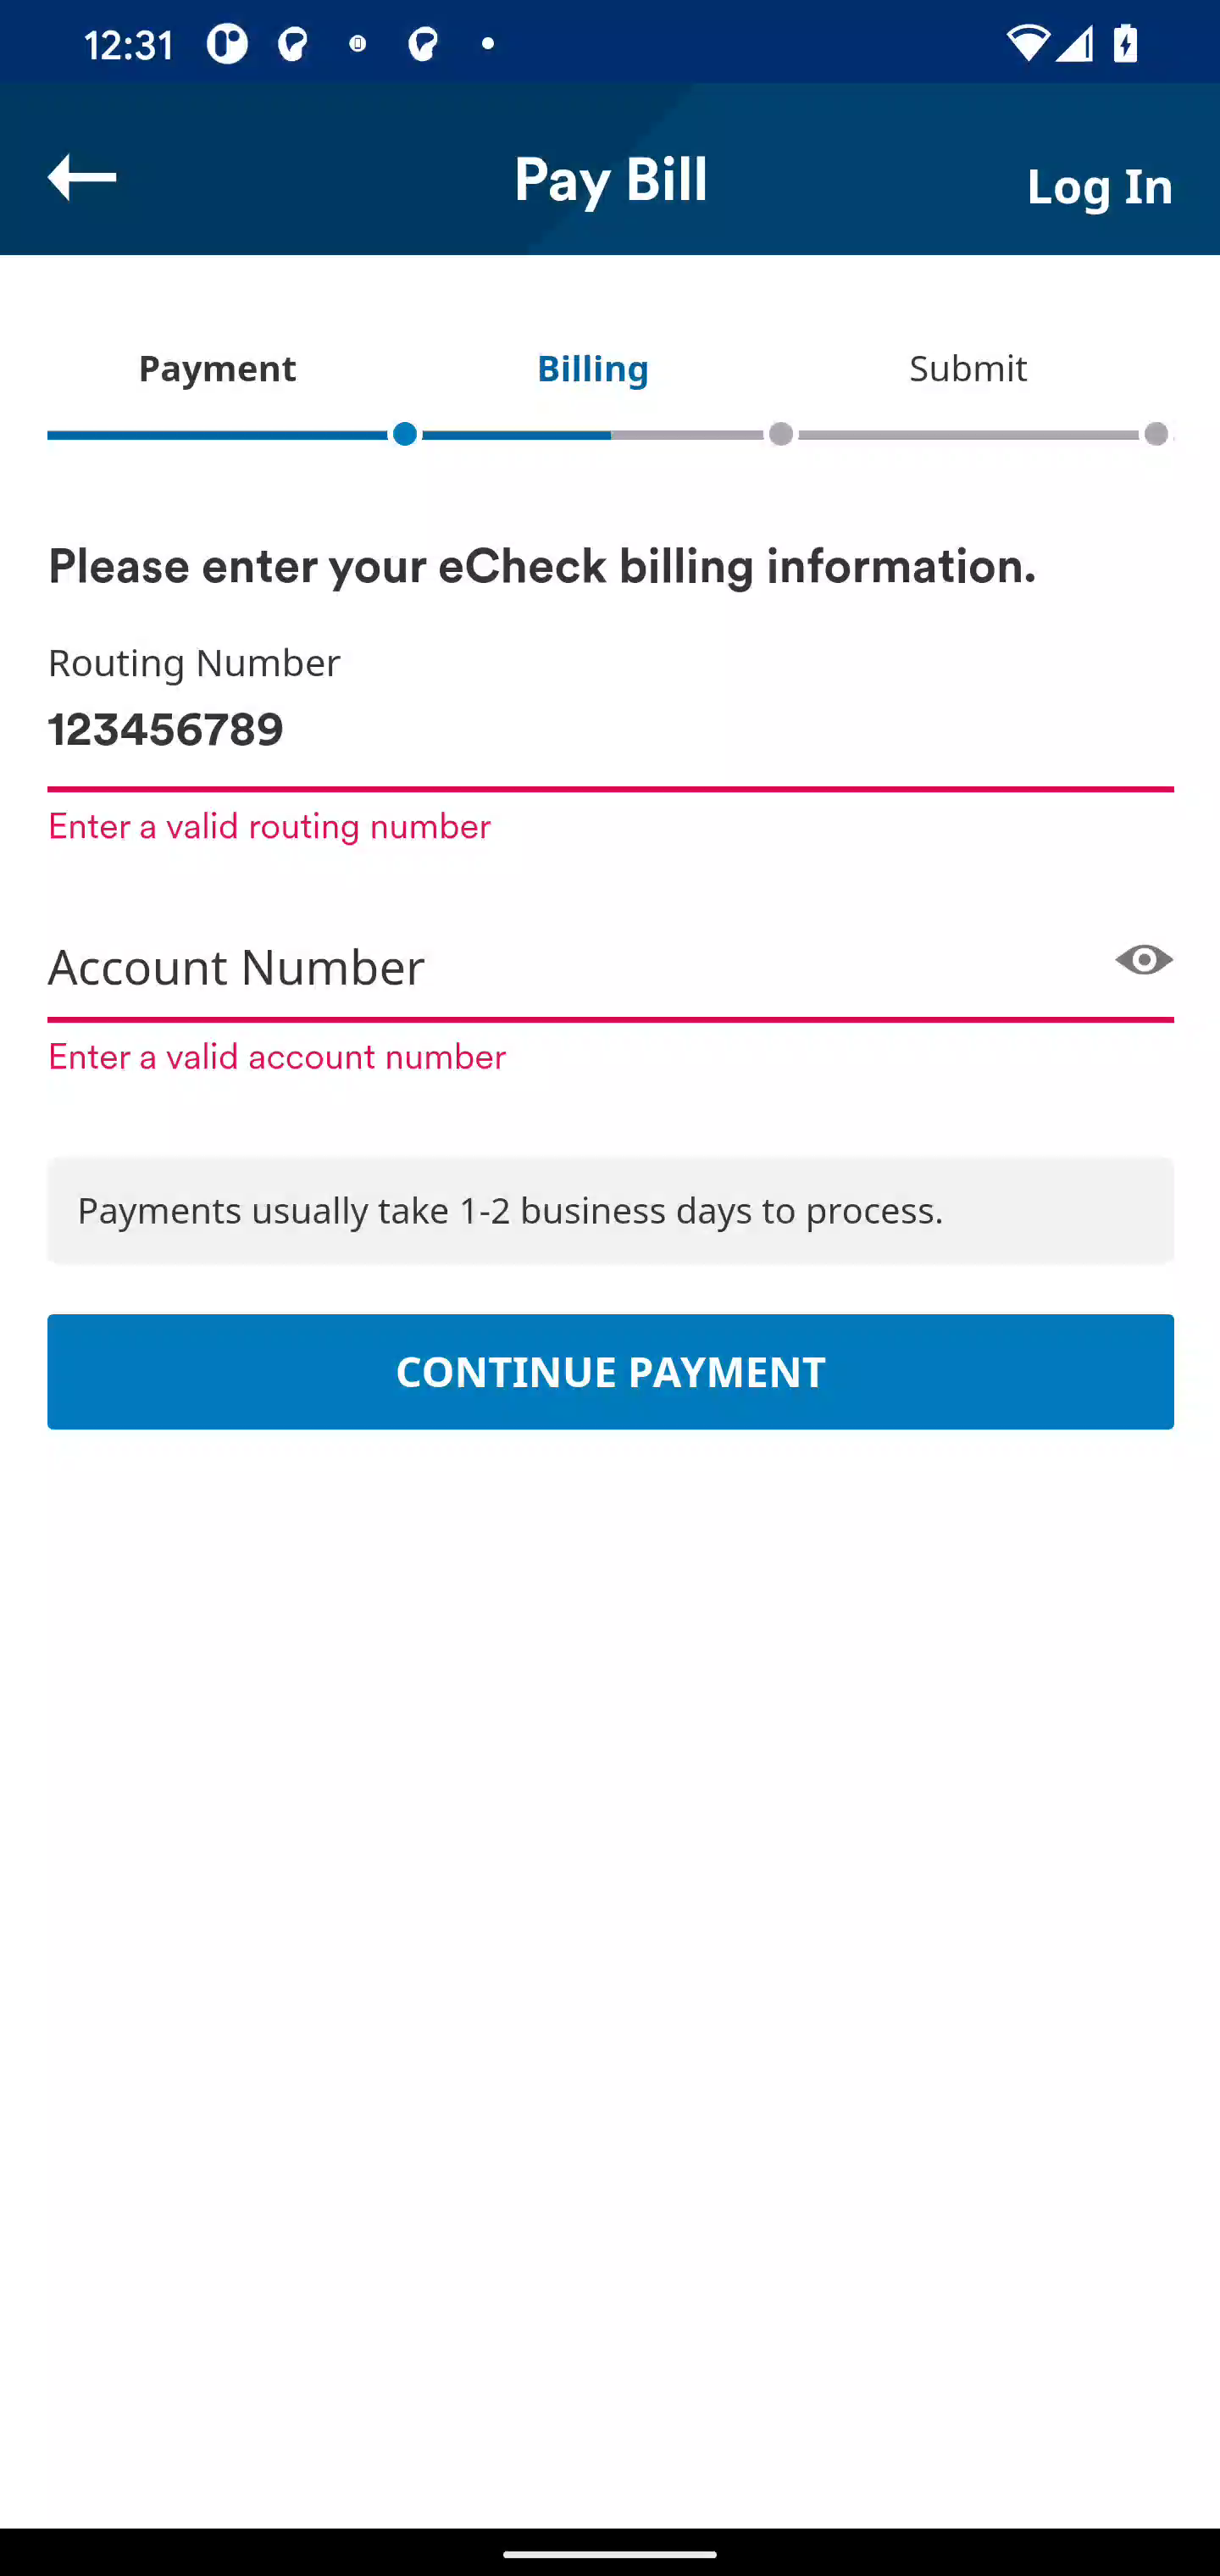 12:31
Pay Bill
Log In
Payment
Billing
Submit
Please enter your eCheck billing information.
Routing Number
123456789
Enter a valid routing number
Account Number
Enter a valid account number
Payments usually take 1-2 business days to process.
CONTINUE PAYMENT